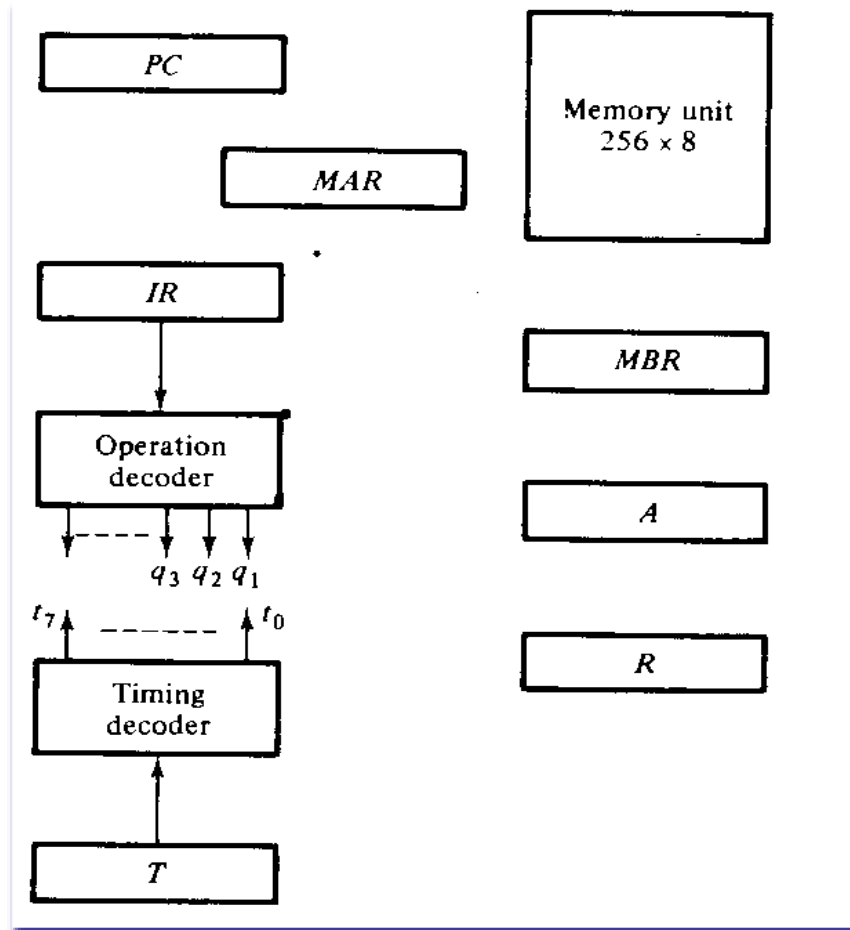 PC
Memory unit
256 × 8
MAR
IR
MBR
Operation
decoder
A
q3 q2 q1
t7 t0
R
Timing
decoder
T